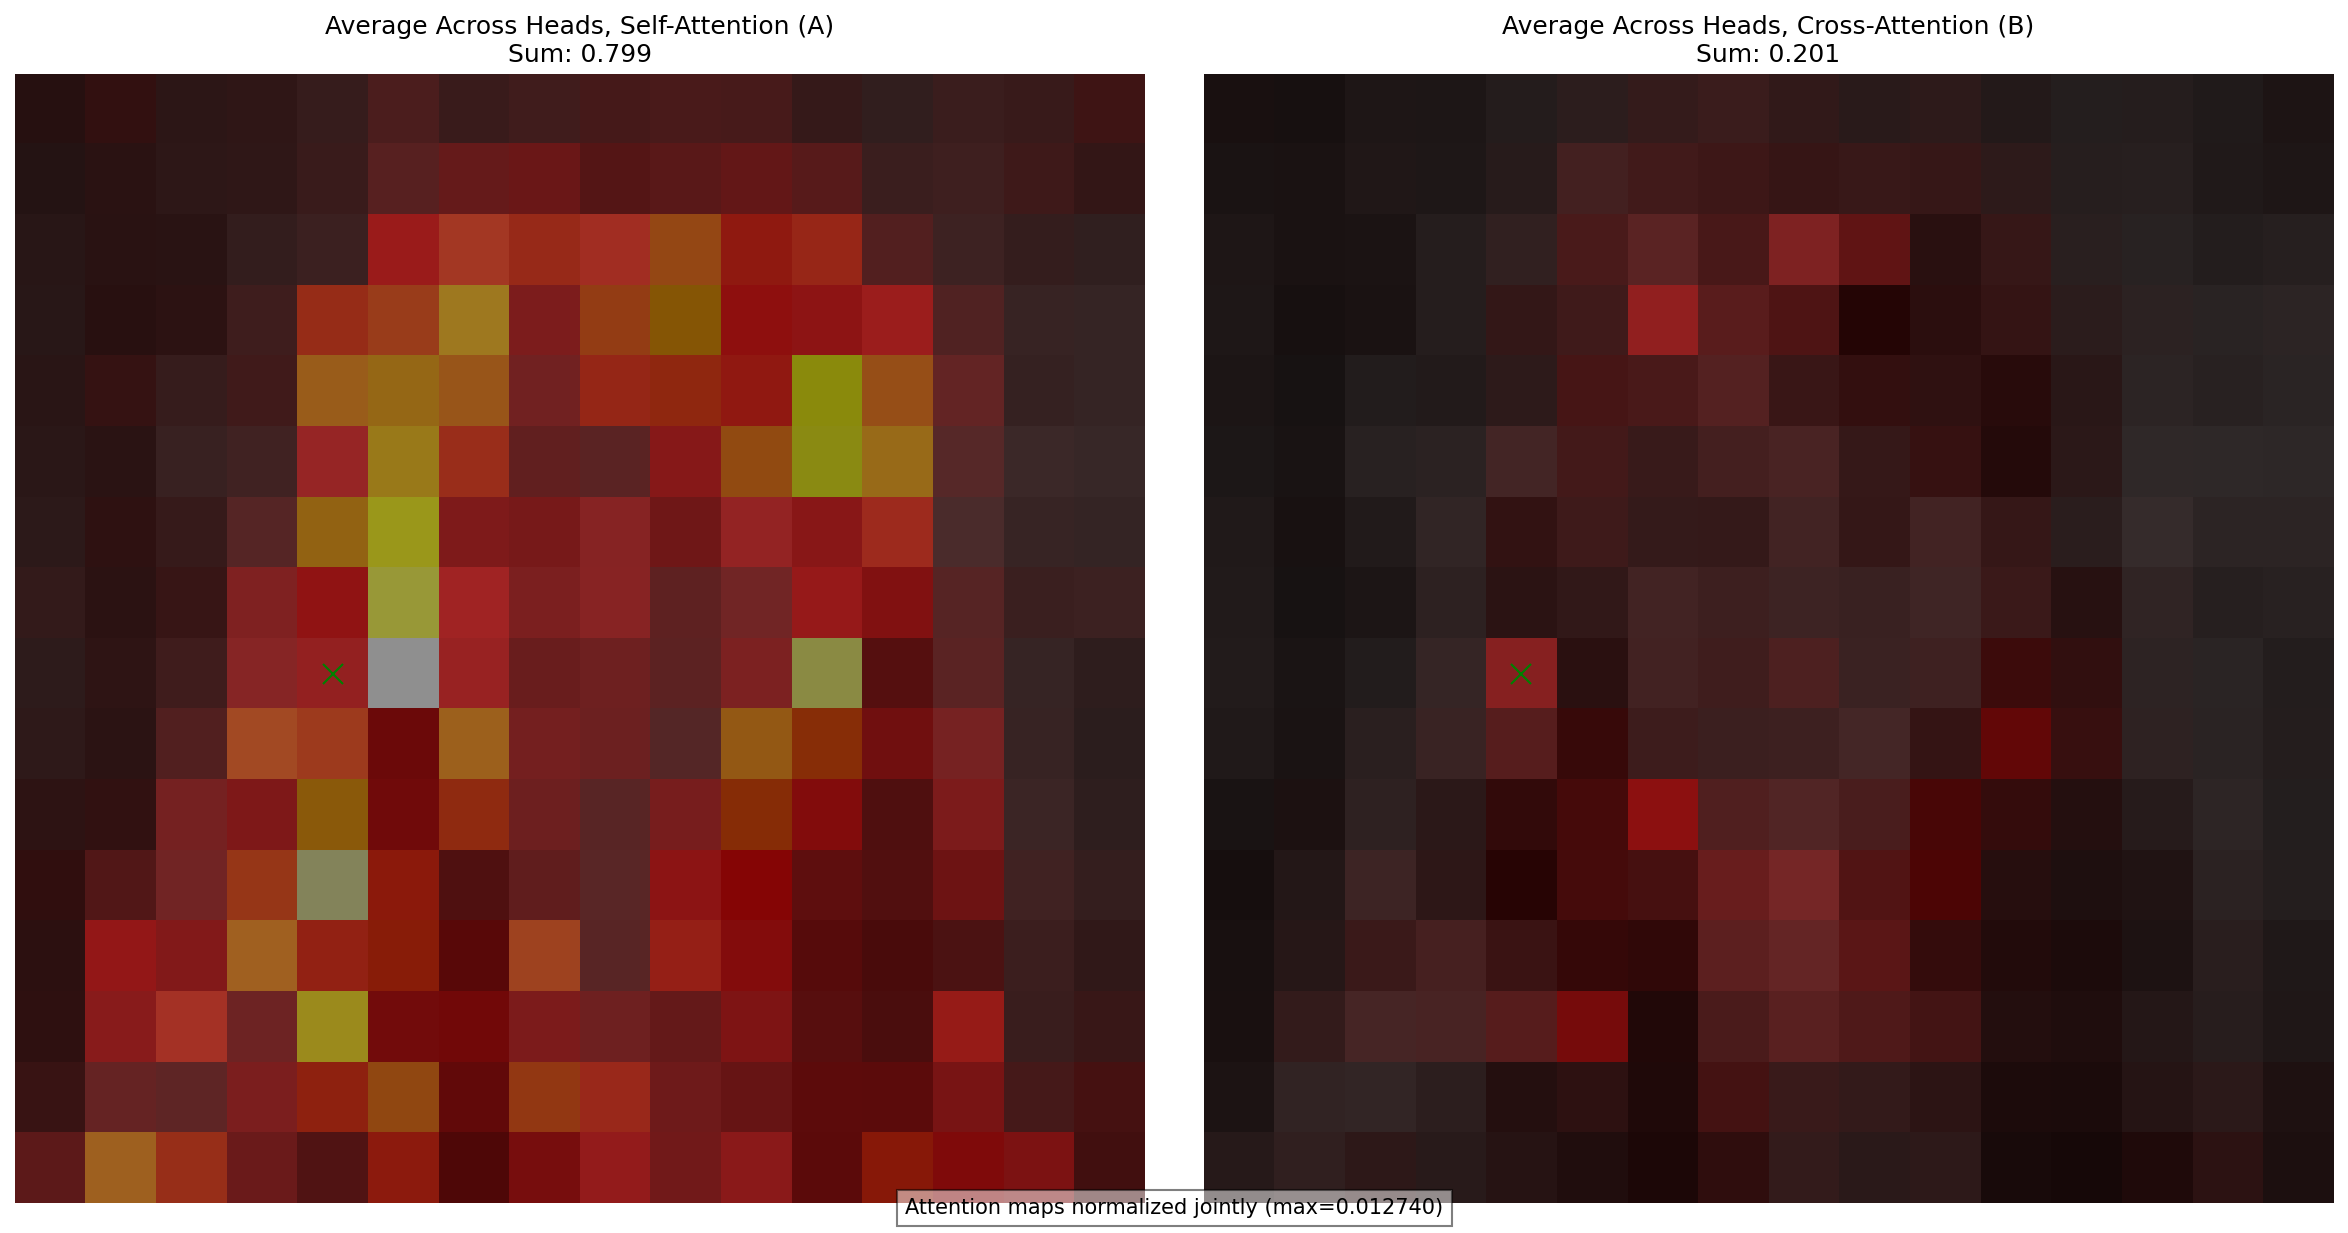 Average Across Heads, Self-Attention (A)
Sum: 0.799
Average Across Heads, Cross-Attention (B)
Sum: 0.201
Attention maps normalized jointly (max=0.012740)